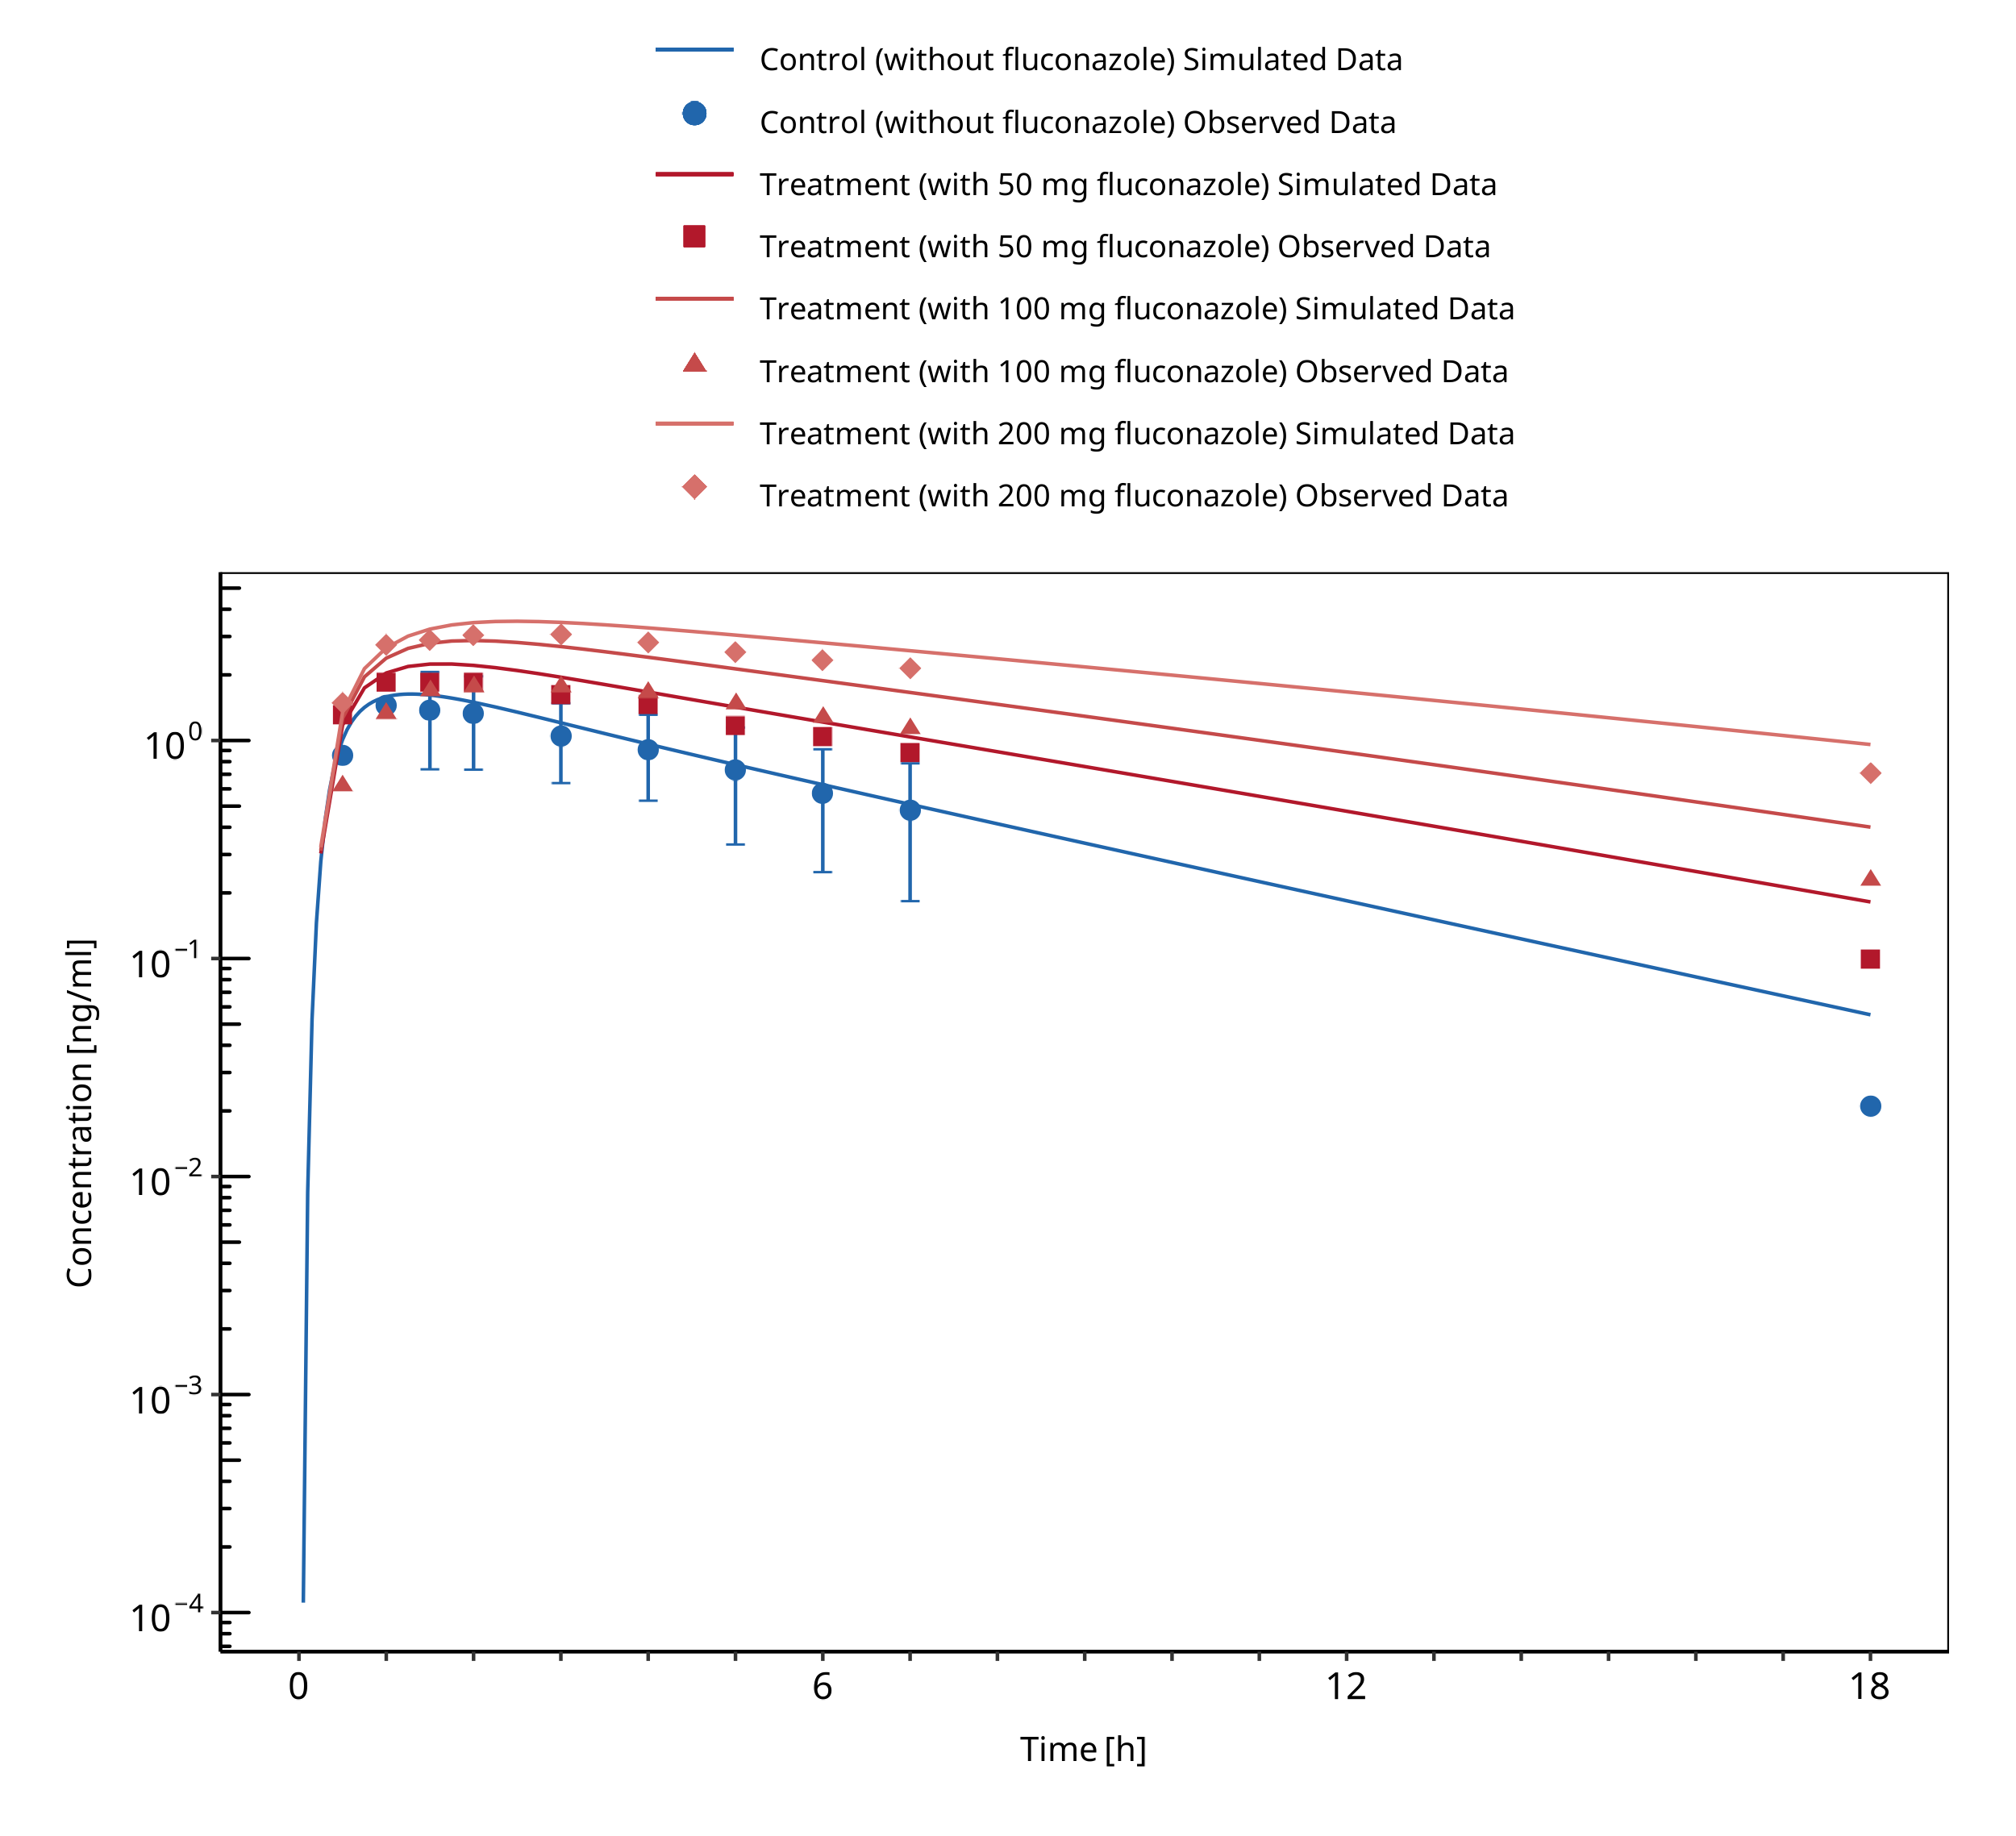 Control (without fluconazole) Simulated Data
Control (without fluconazole) Observed Data
Treatment (with 50 mg fluconazole) Simulated Data
Treatment (with 50 mg fluconazole) Observed Data
Treatment (with 100 mg fluconazole) Simulated Data
Treatment (with 100 mg fluconazole) Observed Data
Treatment (with 200 mg fluconazole) Simulated Data
Treatment (with 200 mg fluconazole) Observed Data
Concentration [ng/ml]
10⁰
10⁻¹
10⁻²
10⁻³
10⁻⁴
0 6 12 18
Time [h]